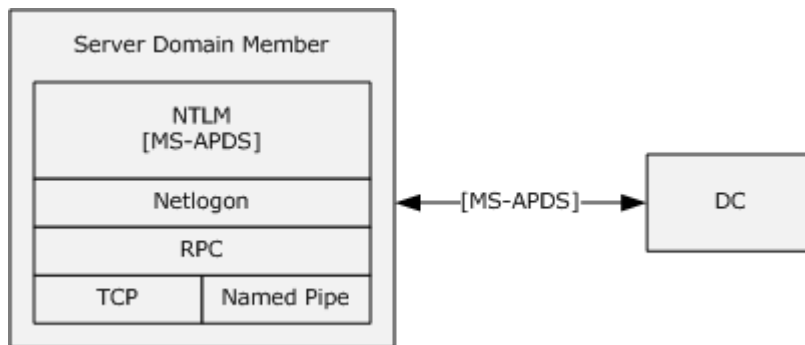 Server Domain Member
NTLM
[MS-APDS]
Netlogon
[MS-APDS]
DC
RPC
TCP
Named Pipe